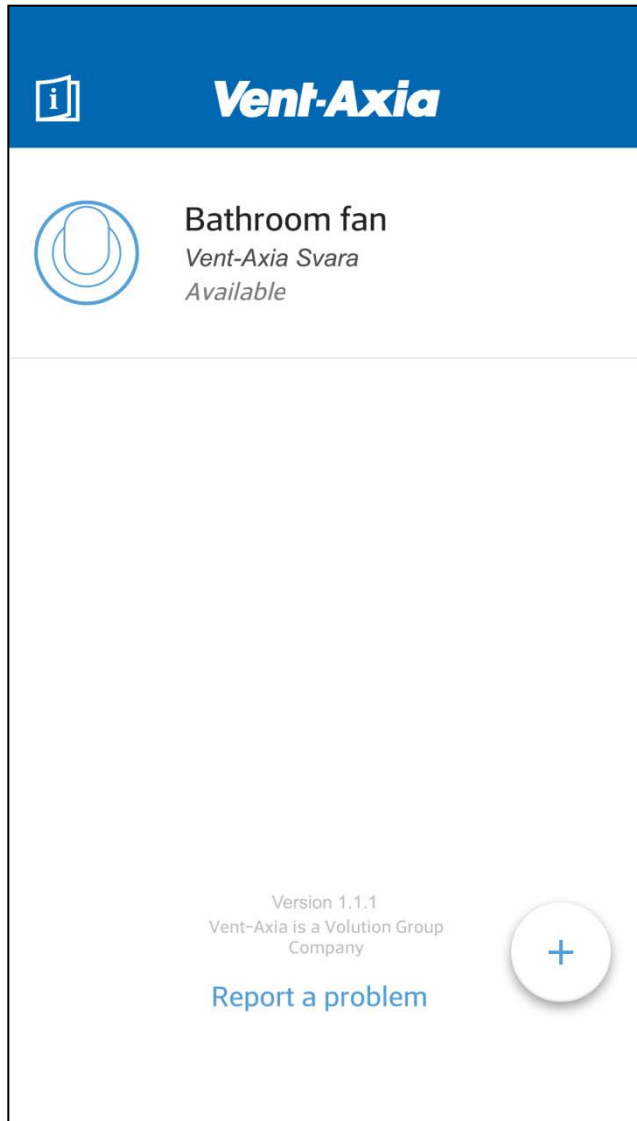 i
Vent-Axia
Bathroom fan
Vent-Axia Svara
Available
Version 1.1.1
Vent-Axia is a Volution Group
Company
+
Report a problem